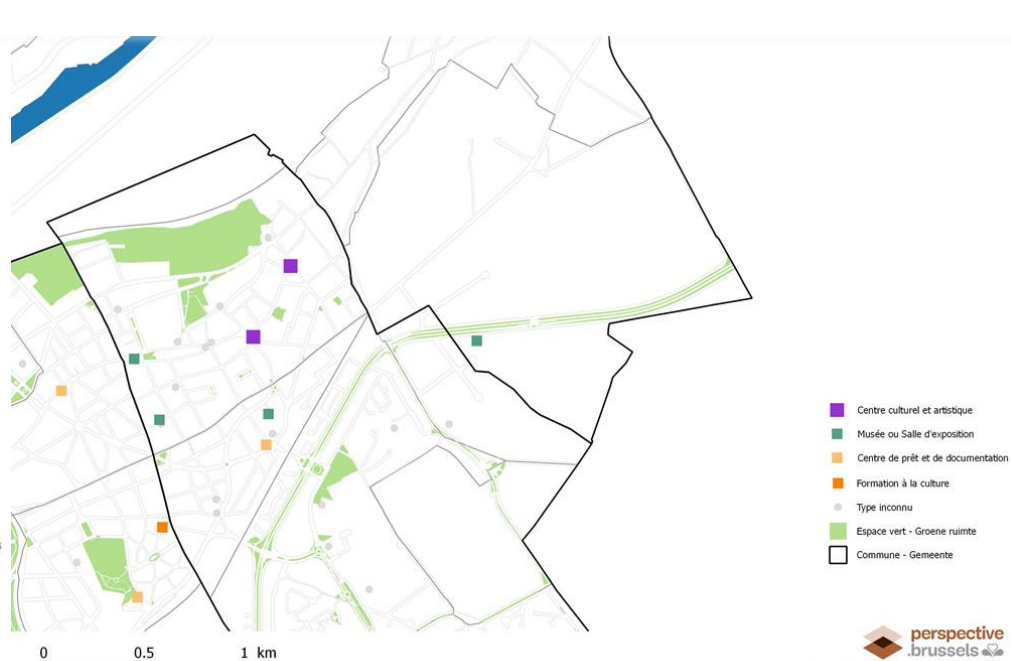 Centre culturel et artistique
Musée ou Salle d'exposition
Centre de prêt et de documentation
Formation à la culture
Type inconnu
Espace vert - Groene ruimte
Commune - Gemeente
0 0.5 1 km
perspective
.brussels